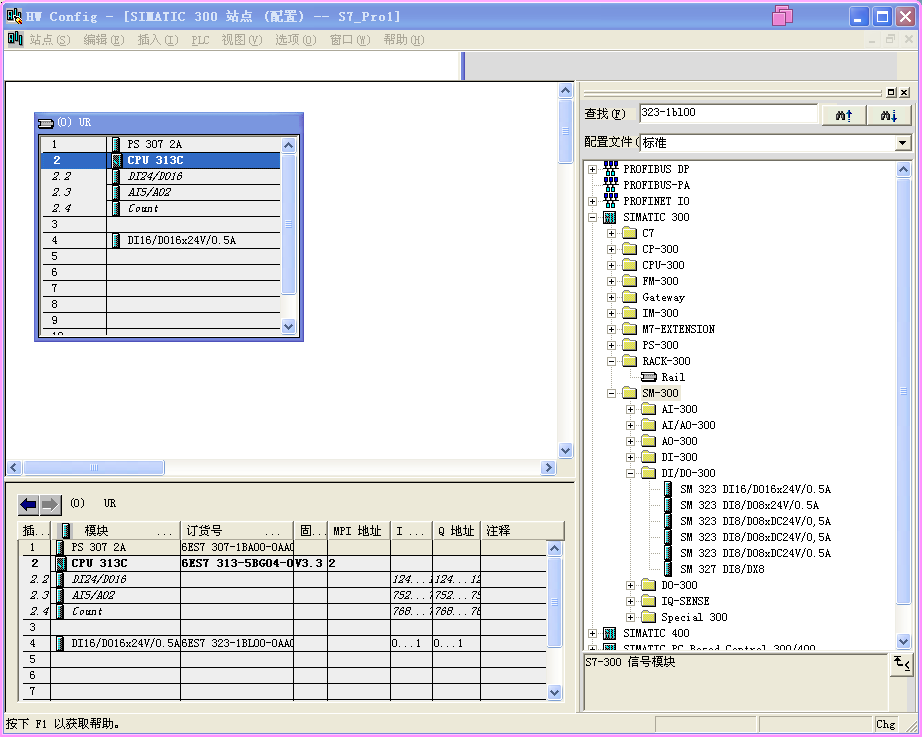 HW Config - [SIMATIC 300 站点 (配置) -- S7_Pro1]
站点(S) 编辑(E) 插入(I) PLC 视图(V) 选项(O) 窗口(W) 帮助(H)
(0) UR
1 PS 307 2A
2 CPU 313C
2.2 DI24/DO16
2.3 AI5/AO2
2.4 Count
3
4 DI16/DO16x24V/0.5A
5
6
7
8
9
10
(0) UR
插... 模块 ... 订货号 ... 固... MPI 地址 I ... Q 地址 注释
1 PS 307 2A 6ES7 307-1BA00-0AA0
2 CPU 313C 6ES7 313-5BG04-0 V3.3 2
2.2 DI24/DO16 124...1 124...12
2.3 AI5/AO2 752...7 752...75
2.4 Count 768...7 768...78
3
4 DI16/DO16x24V/0.5A 6ES7 323-1BL00-0AA0 0...1 0...1
5
6
7
查找(F) 323-1bl00
配置文件( 标准
PROFIBUS DP
PROFIBUS-PA
PROFINET IO
SIMATIC 300
C7
CP-300
CPU-300
FM-300
Gateway
IM-300
M7-EXTENSION
PS-300
RACK-300
Rail
SM-300
AI-300
AI/AO-300
AO-300
DI-300
DI/DO-300
SM 323 DI16/DO16x24V/0.5A
SM 323 DI8/DO8x24V/0.5A
SM 323 DI8/DO8xDC24V/0,5A
SM 323 DI8/DO8xDC24V/0,5A
SM 323 DI8/DO8xDC24V/0,5A
SM 327 DI8/DX8
DO-300
IQ-SENSE
Special 300
SIMATIC 400
SIMATIC PC Based Control 300/400
S7-300 信号模块
按下 F1 以获取帮助。
Chg